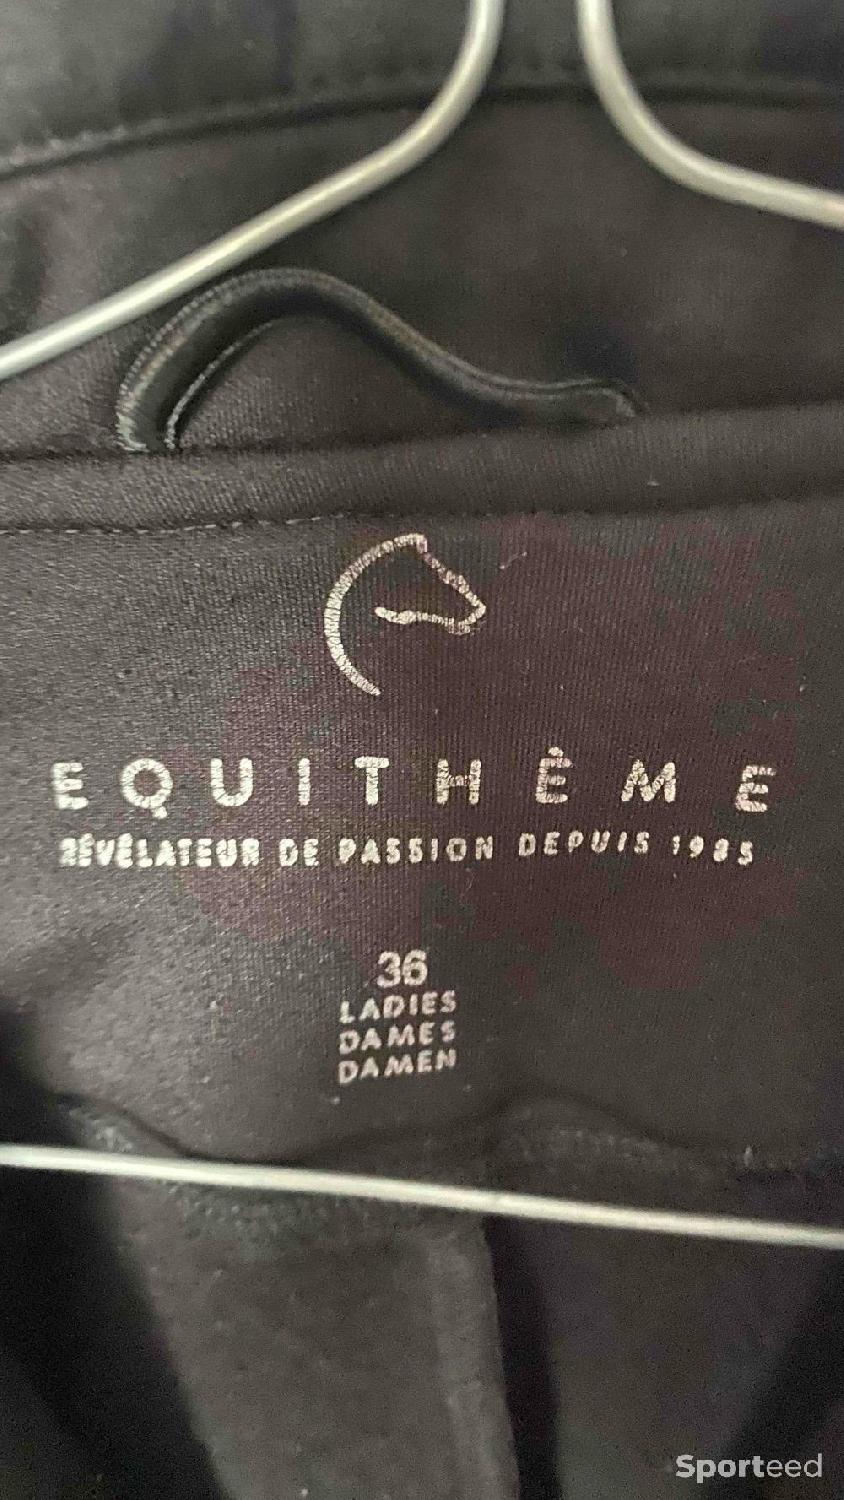 EQUITHÈME
RÉVÉLATEUR DE PASSION DEPUIS 1985
36
LADIES
DAMES
DAMEN
Sporteed